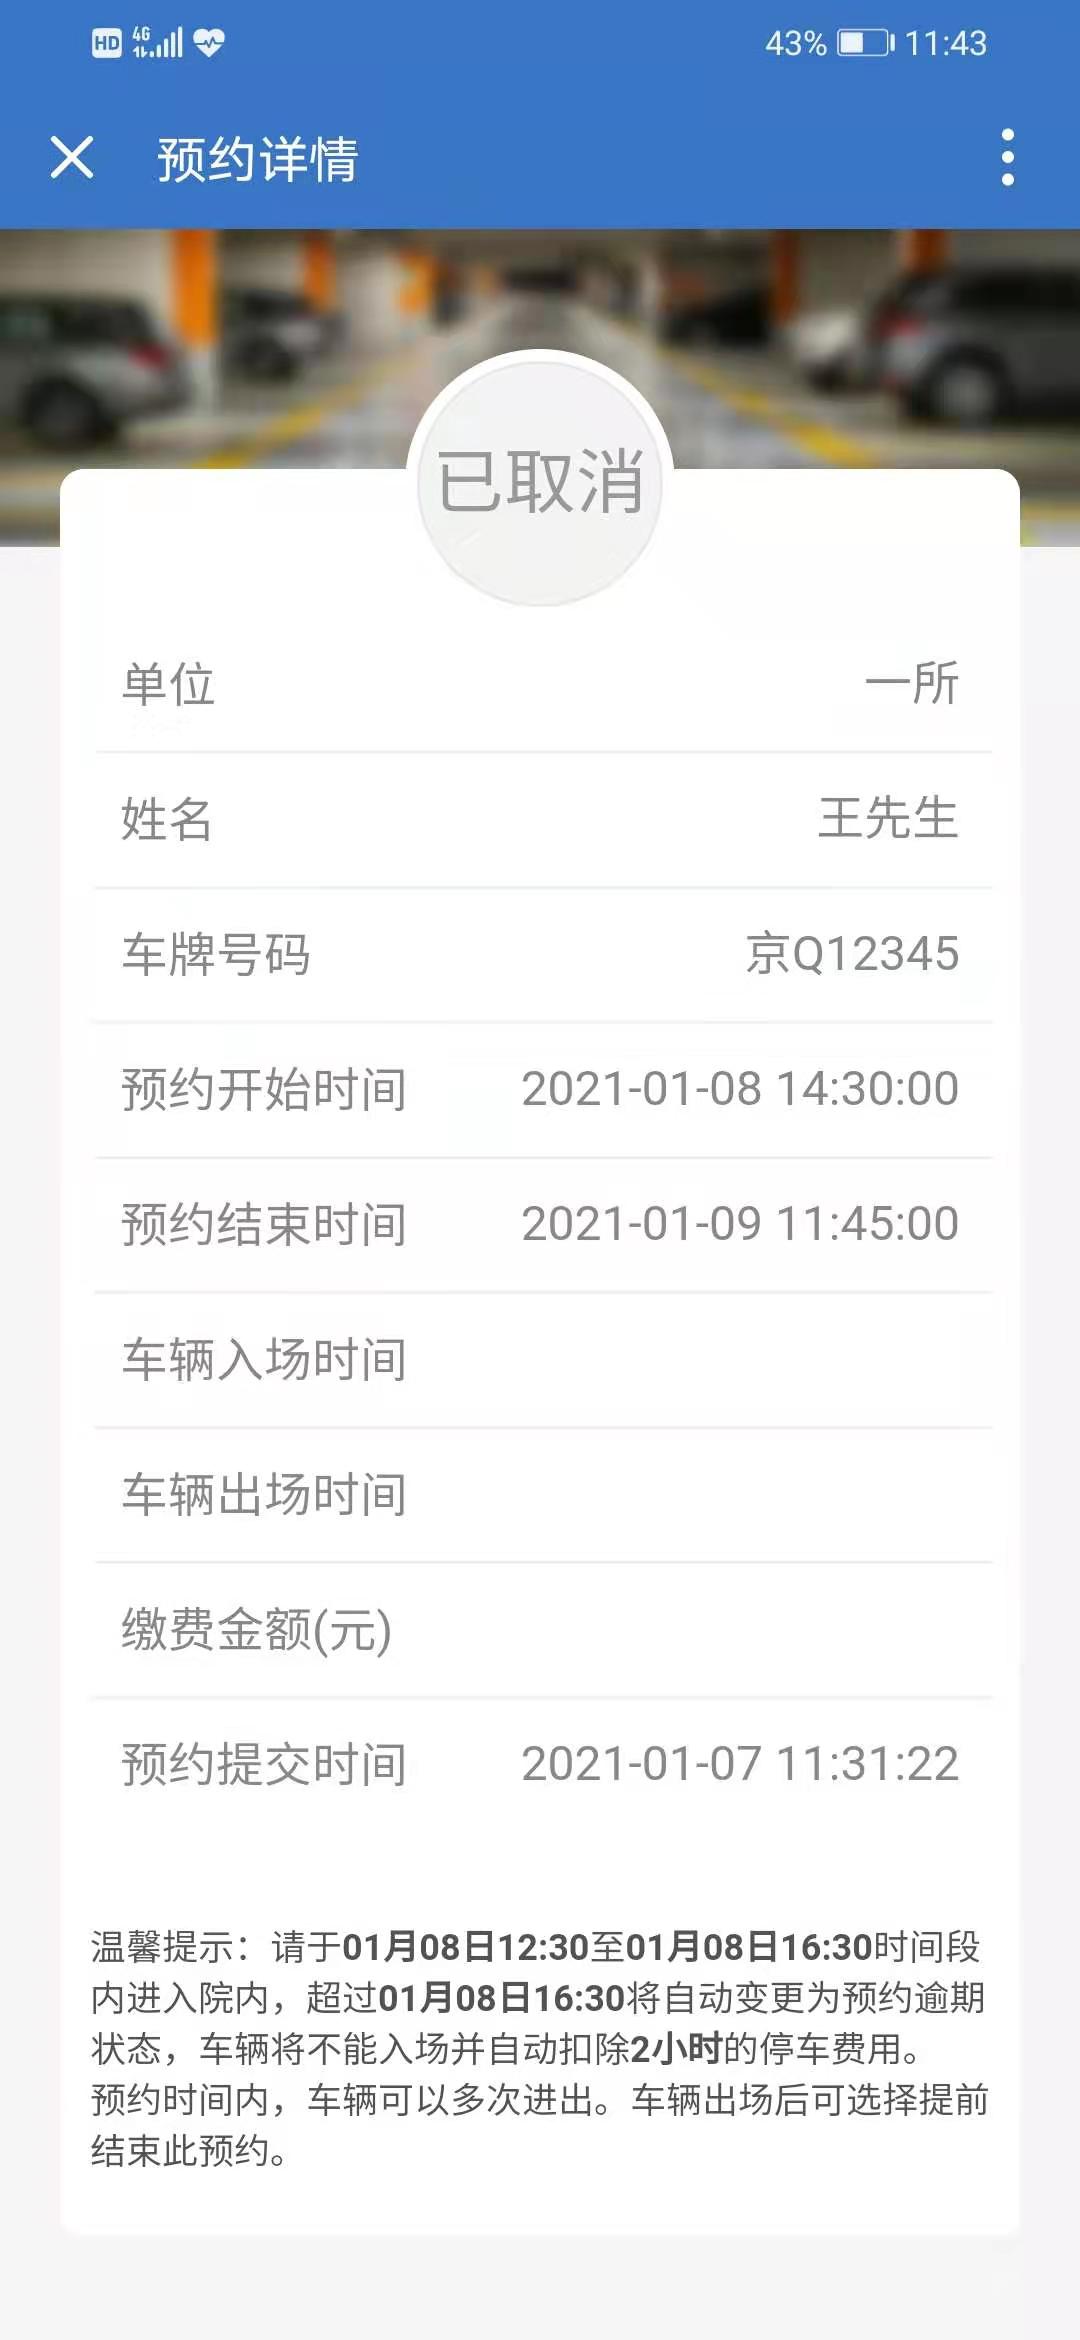 HD 4G 43% 11:43
预约详情
已取消
单位 一所
姓名 王先生
车牌号码 京Q12345
预约开始时间 2021-01-08 14:30:00
预约结束时间 2021-01-09 11:45:00
车辆入场时间
车辆出场时间
缴费金额(元)
预约提交时间 2021-01-07 11:31:22
温馨提示：请于01月08日12:30至01月08日16:30时间段
内进入院内，超过01月08日16:30将自动变更为预约逾期
状态，车辆将不能入场并自动扣除2小时的停车费用。
预约时间内，车辆可以多次进出。车辆出场后可选择提前
结束此预约。